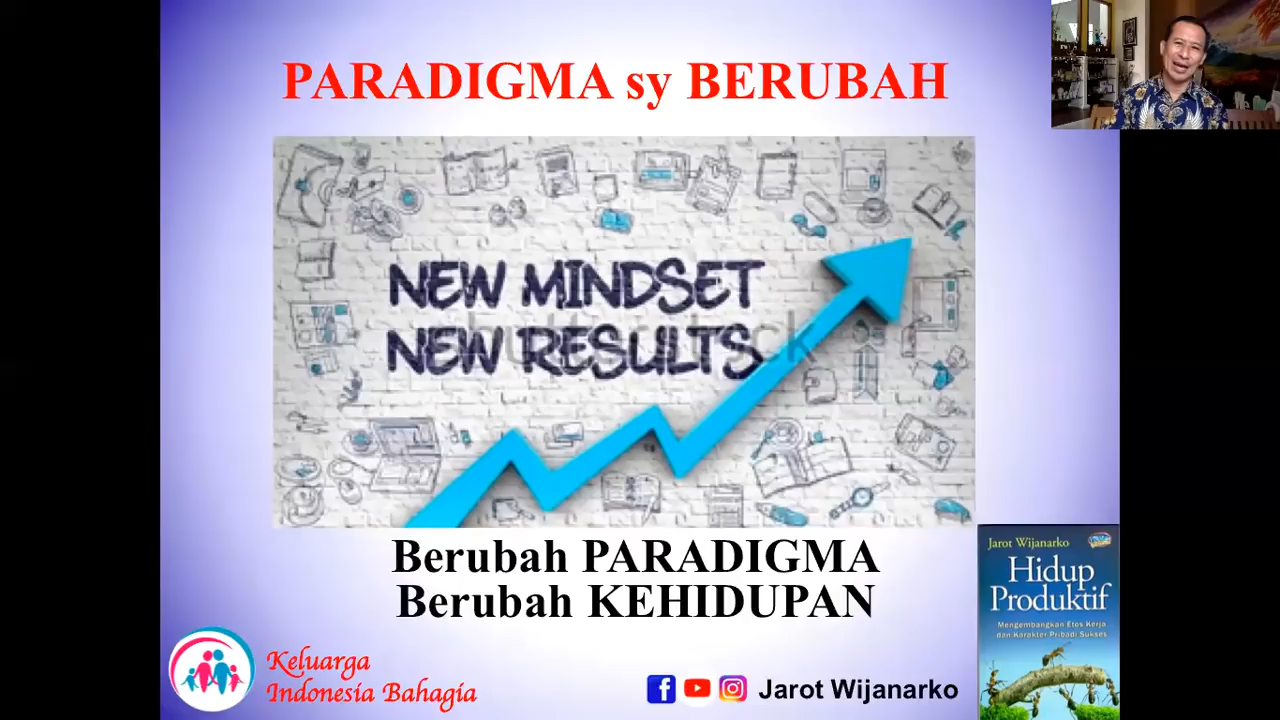 PARADIGMA sy BERUBAH
NEW MINDSET
NEW RESULTS
shutterstock
Berubah PARADIGMA
Berubah KEHIDUPAN
Keluarga
Indonesia Bahagia
Jarot Wijanarko
Jarot Wijanarko
Hidup
Produktif
Mengembangkan Etos Kerja
dan Karakter Pribadi Sukses